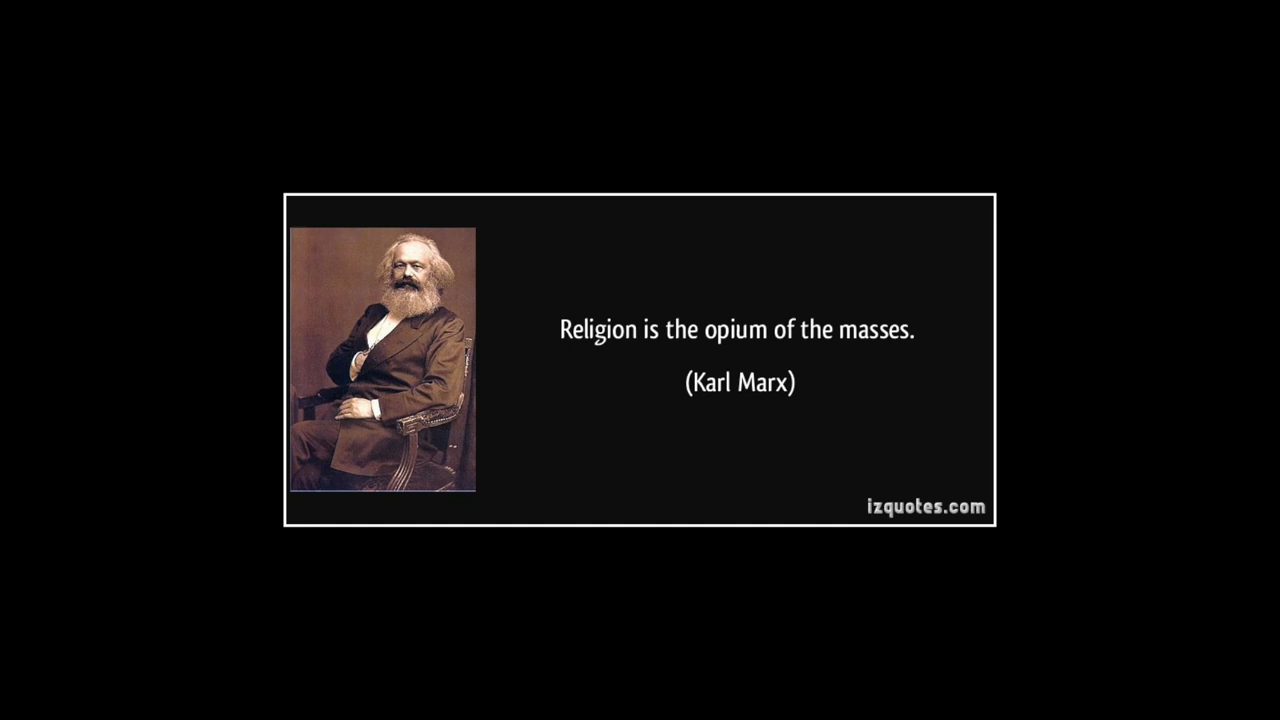 Religion is the opium of the masses.
(Karl Marx)
izquotes.com